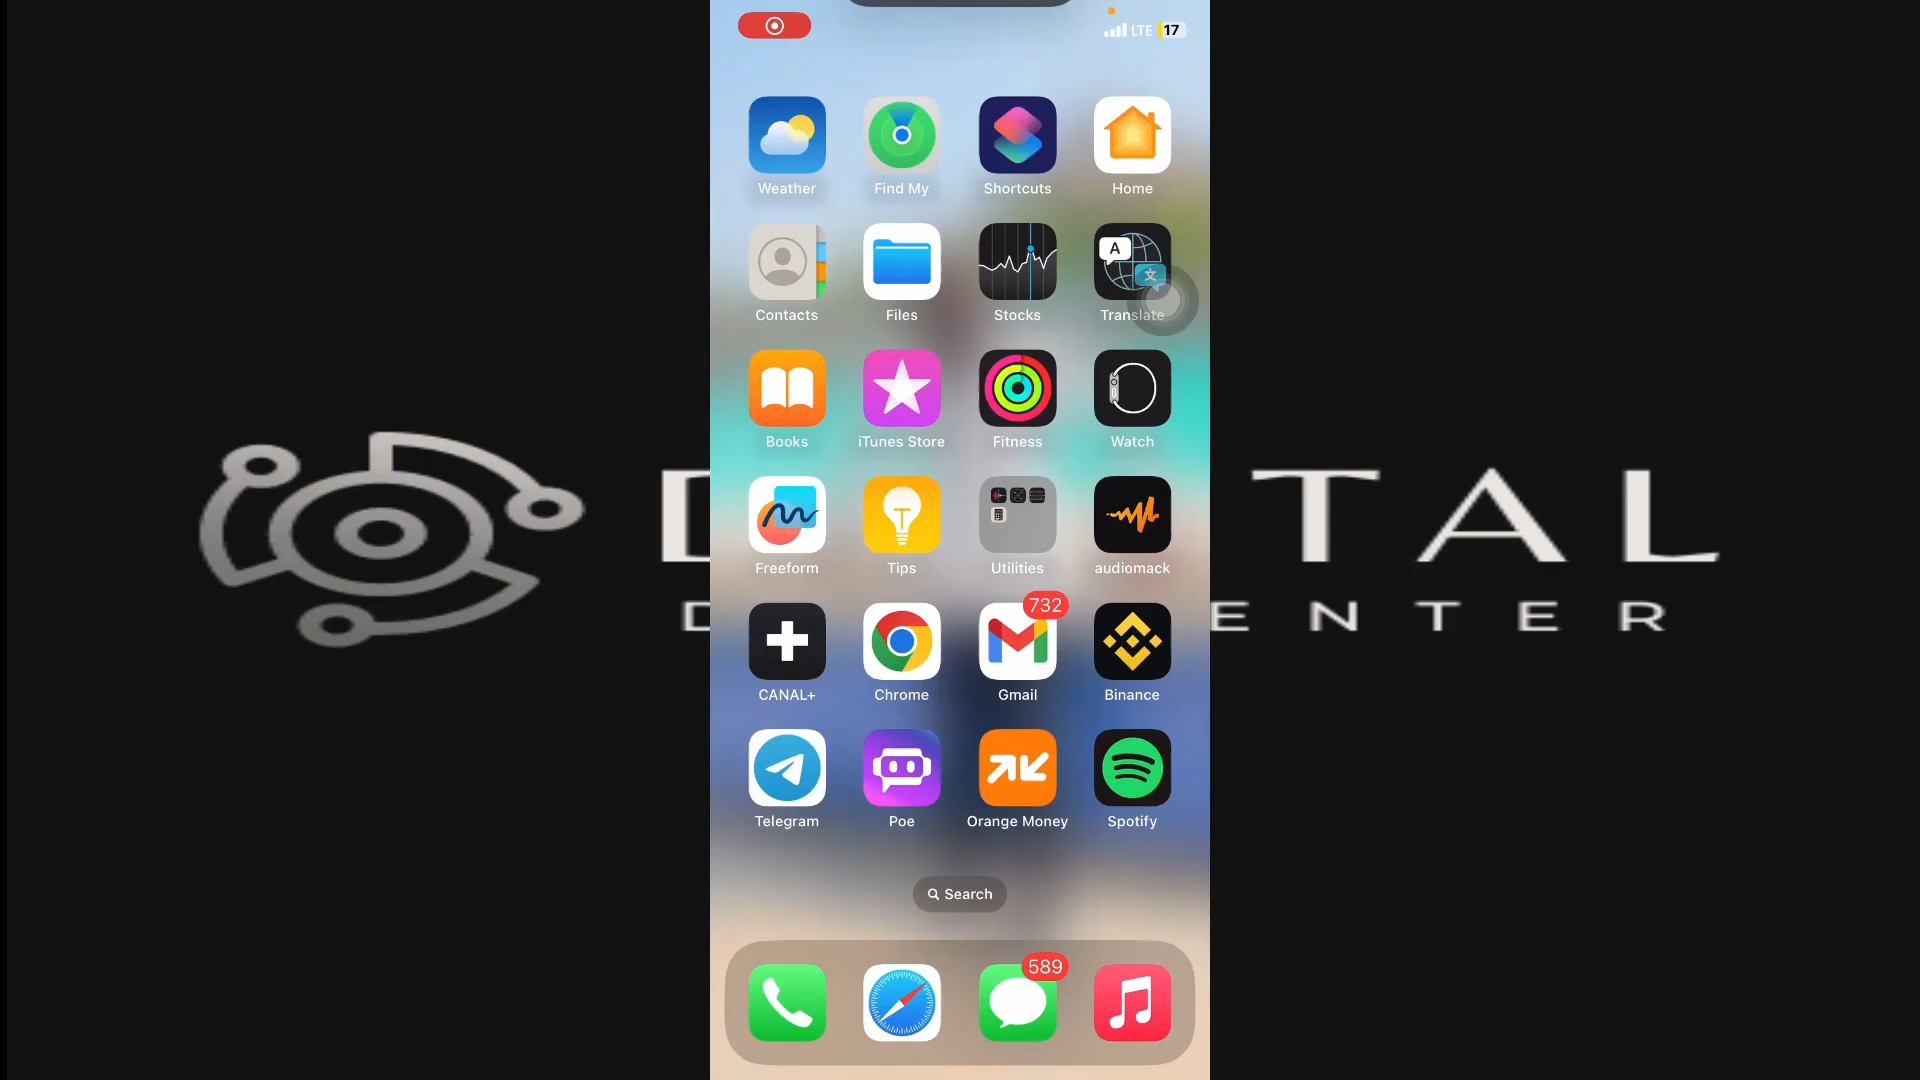 LTE 17
Weather Find My Shortcuts Home
A 文
Contacts Files Stocks Translate
Books iTunes Store Fitness Watch
Freeform Tips Utilities audiomack
732
CANAL+ Chrome Gmail Binance
Telegram Poe Orange Money Spotify
Search
589
D TAL
ENTER